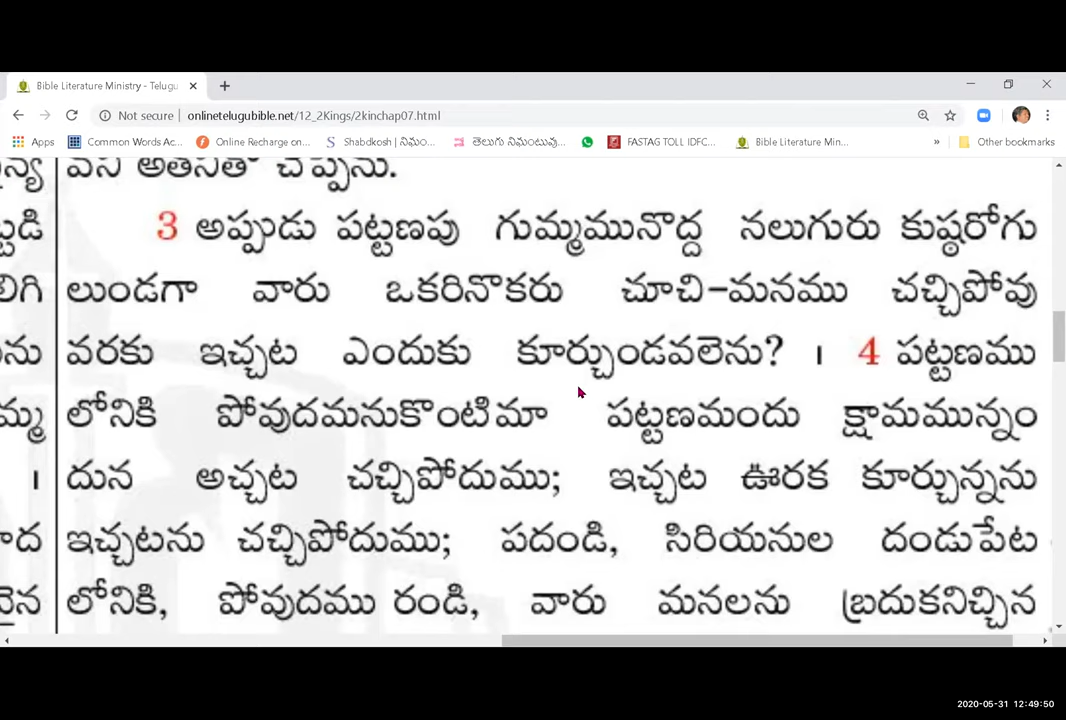 Bible Literature Ministry - Telugu
Not secure
onlinetelugubible.net/12_2Kings/2kinchap07.html
Apps
Common Words Ac...
Online Recharge on...
Shabdkosh | నిఘం...
తెలుగు నిఘంటువు...
FASTAG TOLL IDFC...
Bible Literature Min...
»
Other bookmarks
వని అతనితో చెప్పెను.
3 అప్పుడు పట్టణపు గుమ్మమునొద్ద నలుగురు కుష్ఠరోగు
లుండగా వారు ఒకరినొకరు చూచి–మనము చచ్చిపోవు
వరకు ఇచ్చట ఎందుకు కూర్చుండవలెను? । 4 పట్టణము
లోనికి పోవుదమనుకొంటిమా పట్టణమందు క్షామమున్నం
దున అచ్చట చచ్చిపోదుము; ఇచ్చట ఊరక కూర్చున్నను
ఇచ్చటను చచ్చిపోదుము; పదండి, సిరియనుల దండుపేట
లోనికి, పోవుదము రండి, వారు మనలను బ్రదుకనిచ్చిన
2020-05-31 12:49:50